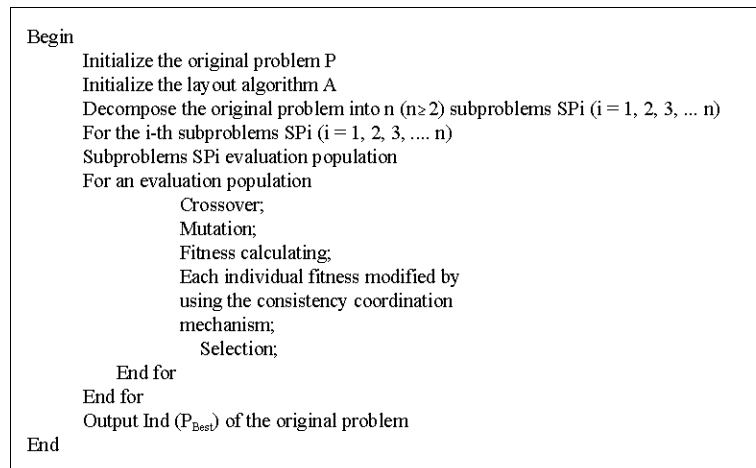 Begin
Initialize the original problem P
Initialize the layout algorithm A
Decompose the original problem into n (n≥2) subproblems SPi (i = 1, 2, 3, ... n)
For the i-th subproblems SPi (i = 1, 2, 3, .... n)
Subproblems SPi evaluation population
For an evaluation population
Crossover;
Mutation;
Fitness calculating;
Each individual fitness modified by
using the consistency coordination
mechanism;
Selection;
End for
End for
Output Ind (P_Best) of the original problem
End